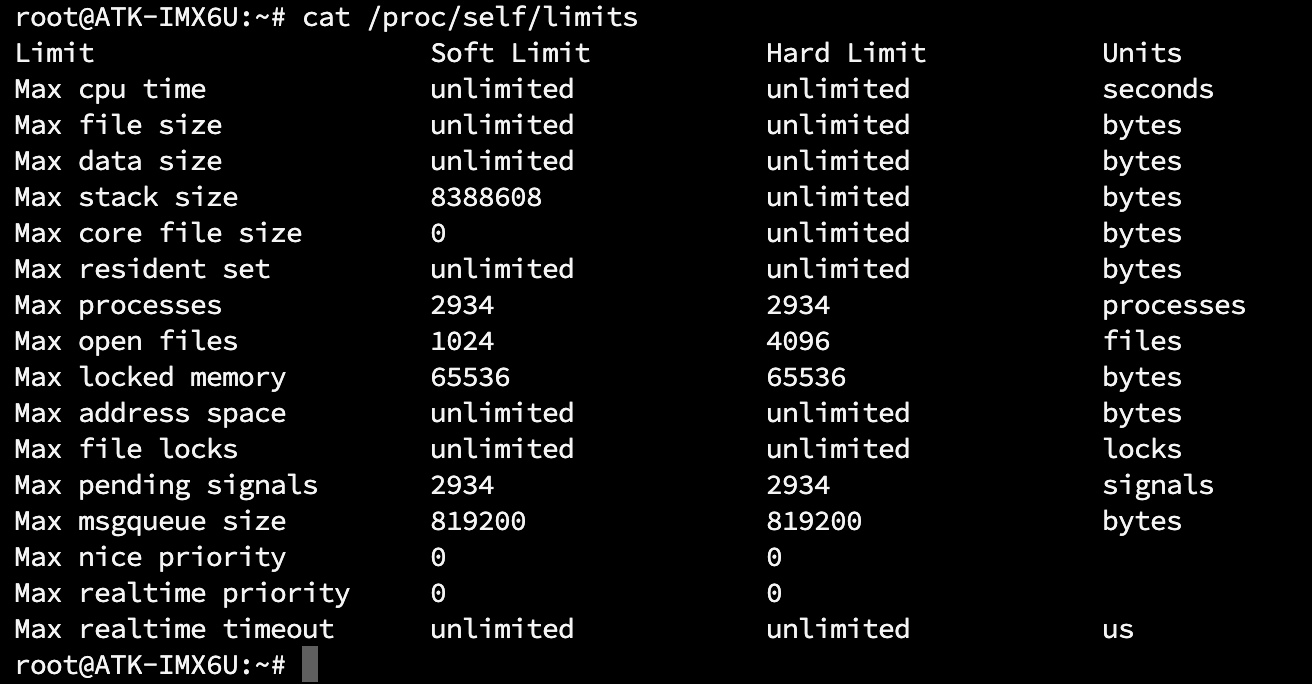 root@ATK-IMX6U:~# cat /proc/self/limits
Limit                     Soft Limit           Hard Limit           Units
Max cpu time              unlimited            unlimited            seconds
Max file size             unlimited            unlimited            bytes
Max data size             unlimited            unlimited            bytes
Max stack size            8388608              unlimited            bytes
Max core file size        0                    unlimited            bytes
Max resident set          unlimited            unlimited            bytes
Max processes             2934                 2934                 processes
Max open files            1024                 4096                 files
Max locked memory         65536                65536                bytes
Max address space         unlimited            unlimited            bytes
Max file locks            unlimited            unlimited            locks
Max pending signals       2934                 2934                 signals
Max msgqueue size         819200               819200               bytes
Max nice priority         0                    0
Max realtime priority     0                    0
Max realtime timeout      unlimited            unlimited            us
root@ATK-IMX6U:~#